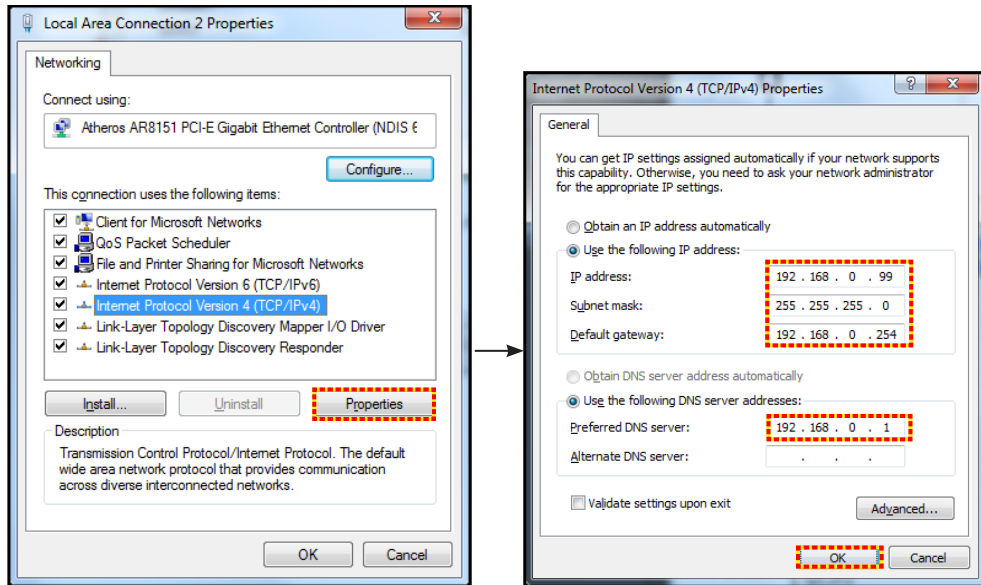 Local Area Connection 2 Properties
Networking
Connect using:
Atheros AR8151 PCI-E Gigabit Ethernet Controller (NDIS 6
Configure...
This connection uses the following items:
Client for Microsoft Networks
QoS Packet Scheduler
File and Printer Sharing for Microsoft Networks
Internet Protocol Version 6 (TCP/IPv6)
Internet Protocol Version 4 (TCP/IPv4)
Link-Layer Topology Discovery Mapper I/O Driver
Link-Layer Topology Discovery Responder
Install...
Uninstall
Properties
Description
Transmission Control Protocol/Internet Protocol. The default
wide area network protocol that provides communication
across diverse interconnected networks.
OK
Cancel
Internet Protocol Version 4 (TCP/IPv4) Properties
General
You can get IP settings assigned automatically if your network supports
this capability. Otherwise, you need to ask your network administrator
for the appropriate IP settings.
Obtain an IP address automatically
Use the following IP address:
IP address: 192 . 168 . 0 . 99
Subnet mask: 255 . 255 . 255 . 0
Default gateway: 192 . 168 . 0 . 254
Obtain DNS server address automatically
Use the following DNS server addresses:
Preferred DNS server: 192 . 168 . 0 . 1
Alternate DNS server: . . .
Validate settings upon exit
Advanced...
OK
Cancel